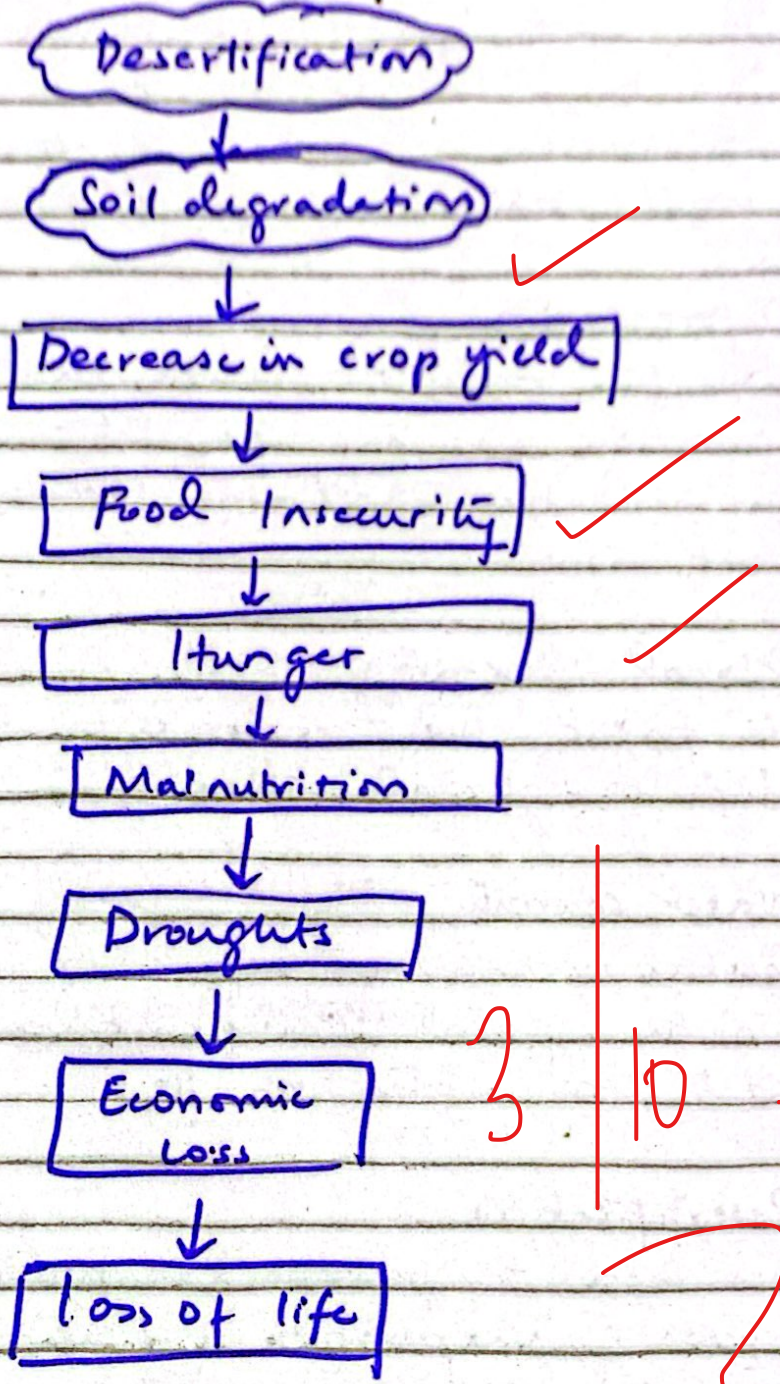 Desertification
Soil degradation
Decrease in crop yield
Food Insecurity
Hunger
Malnutrition
Droughts
Economic
Loss
3 | 10
Loss of life